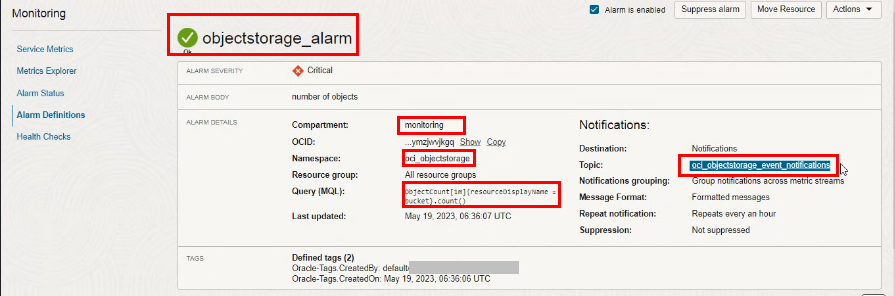 Monitoring
Alarm is enabled
Suppress alarm
Move Resource
Actions
objectstorage_alarm
Ok
Service Metrics
Metrics Explorer
Alarm Status
Alarm Definitions
Health Checks
ALARM SEVERITY
Critical
ALARM BODY
number of objects
ALARM DETAILS
Compartment: monitoring
OCID: ...ymzjwvjkgq Show Copy
Namespace: oci_objectstorage
Resource group: All resource groups
Query (MQL): ObjectCount[1m]{resourceDisplayName =
bucket}.count()
Last updated: May 19, 2023, 06:36:07 UTC
Notifications:
Destination: Notifications
Topic: oci_objectstorage_event_notifications
Notifications grouping: Group notifications across metric streams
Message Format: Formatted messages
Repeat notification: Repeats every an hour
Suppression: Not suppressed
TAGS
Defined tags (2)
Oracle-Tags.CreatedBy: default
Oracle-Tags.CreatedOn: May 19, 2023, 06:36:06 UTC